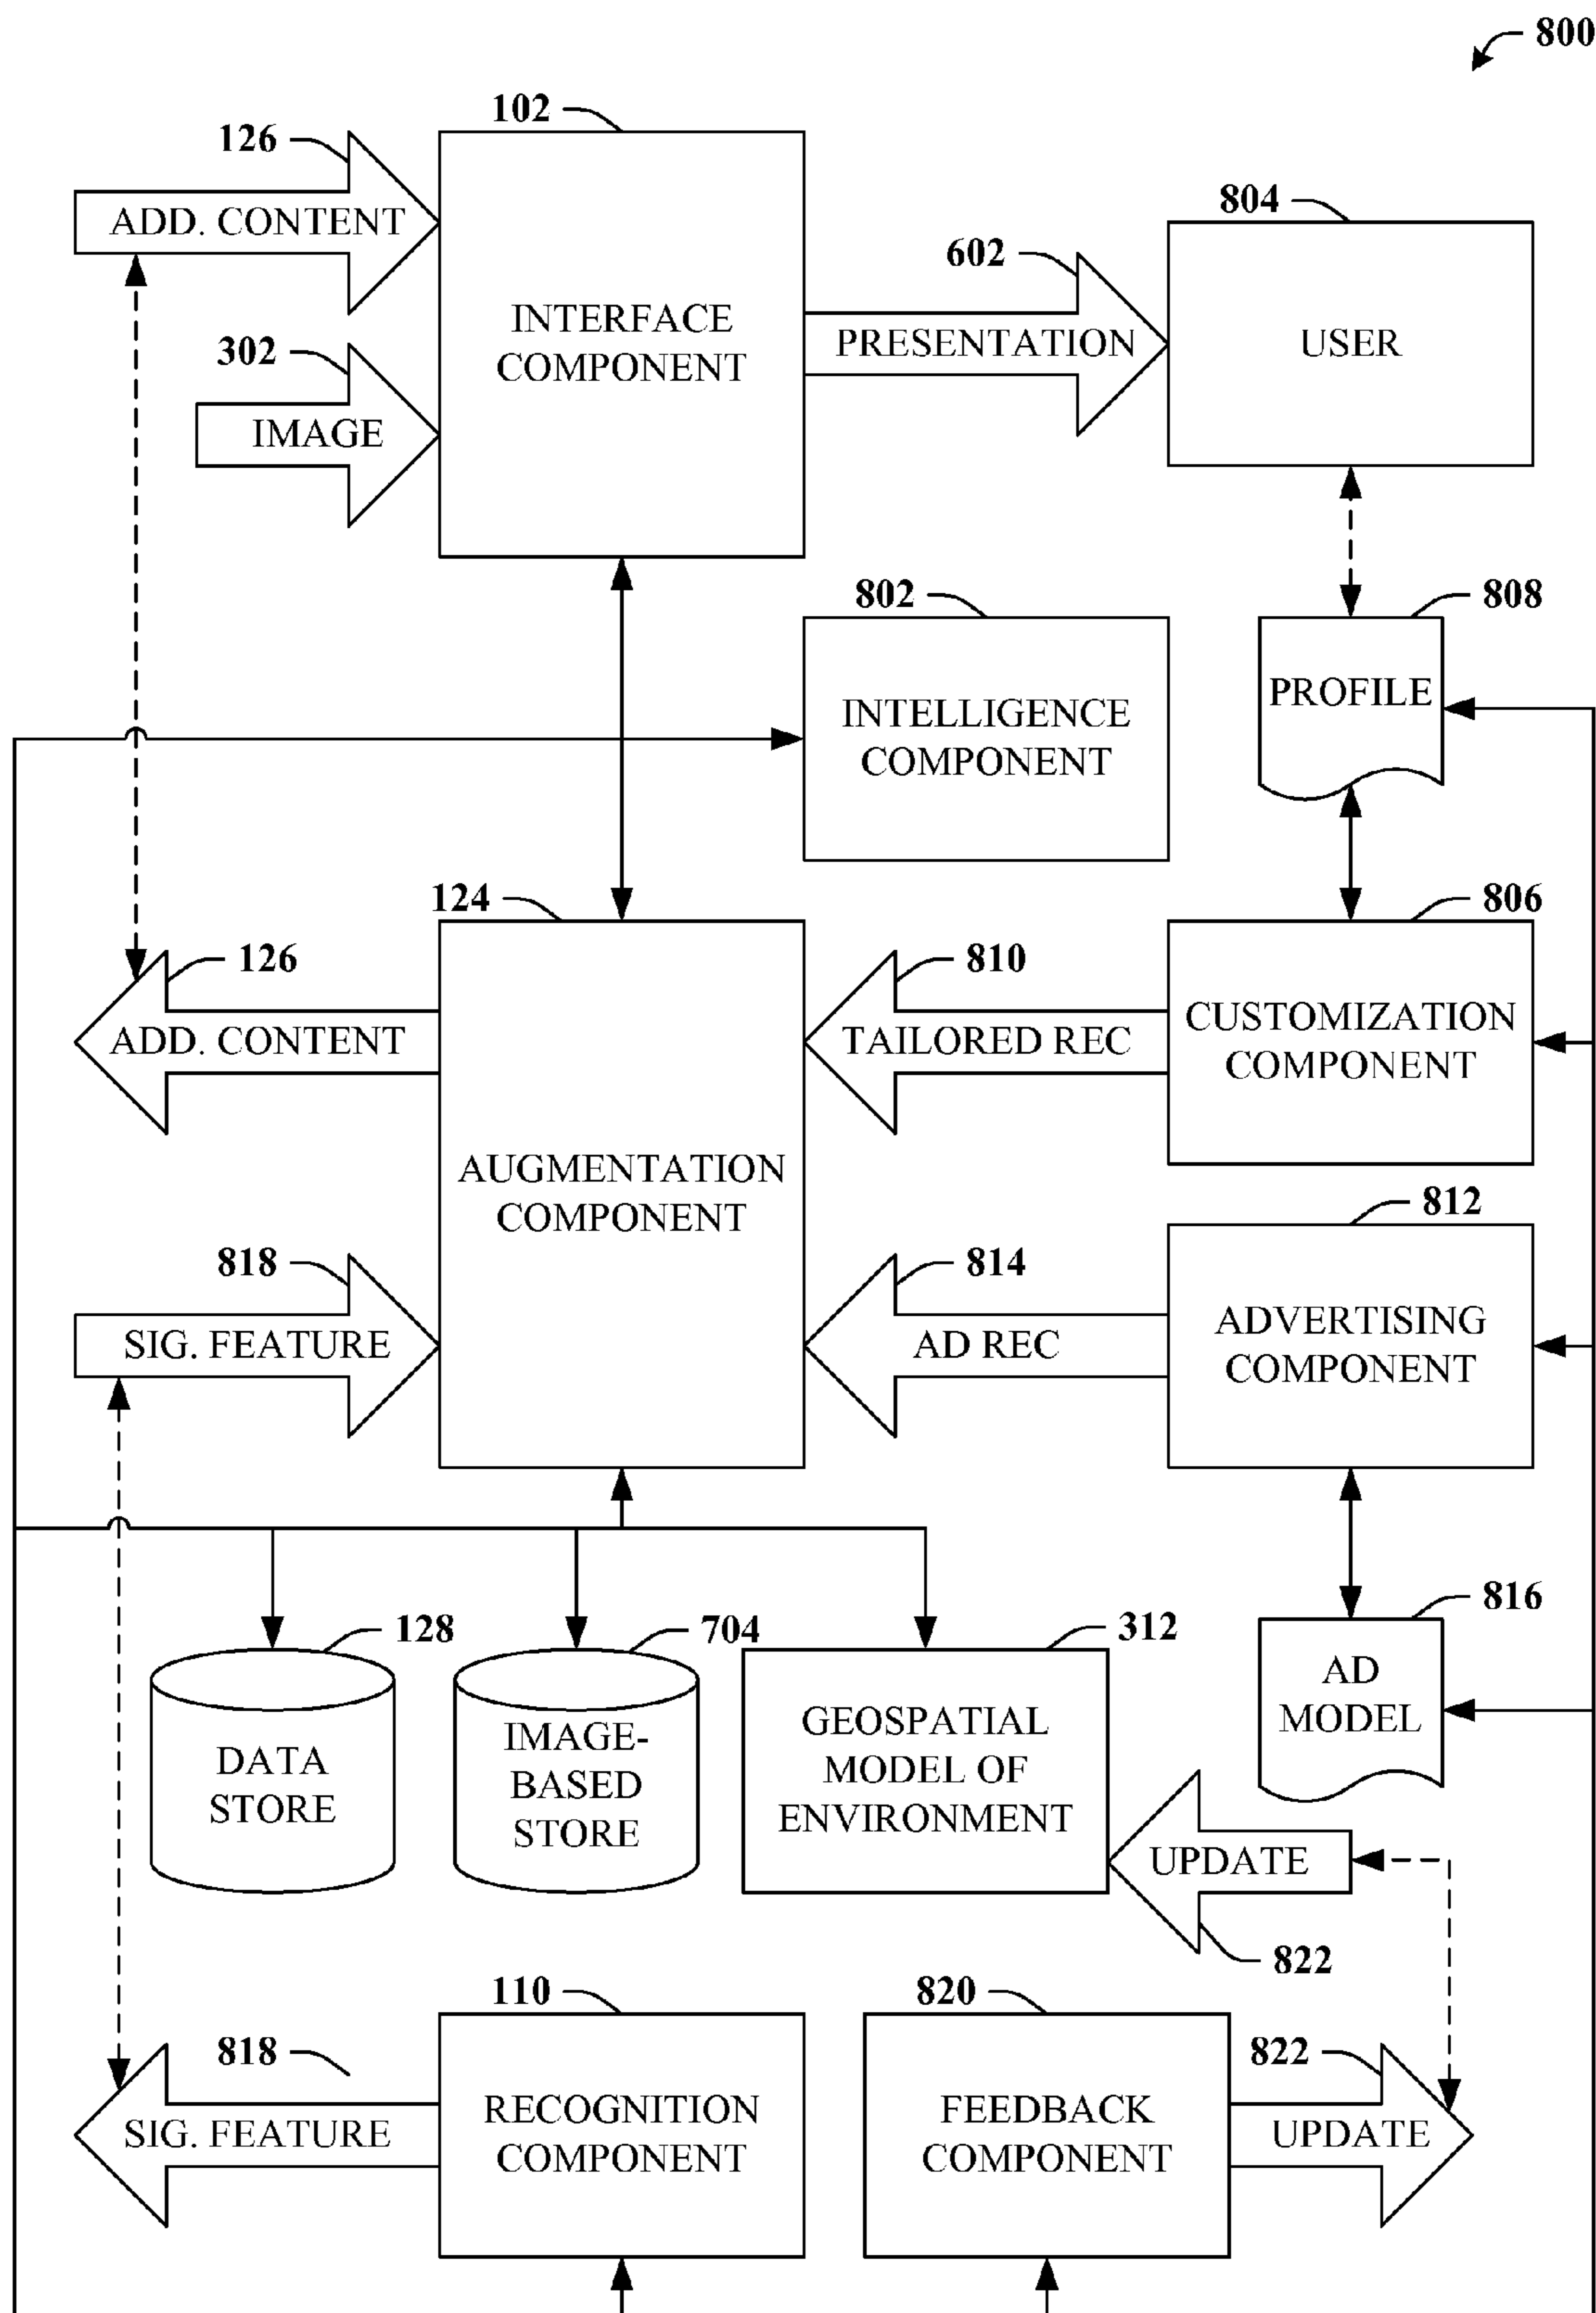 800
102
126
ADD. CONTENT
804
602
INTERFACE
COMPONENT
PRESENTATION
USER
302
IMAGE
802
808
PROFILE
INTELLIGENCE
COMPONENT
124
806
126
810
ADD. CONTENT
TAILORED REC
CUSTOMIZATION
COMPONENT
AUGMENTATION
COMPONENT
812
818
814
SIG. FEATURE
AD REC
ADVERTISING
COMPONENT
816
128
704
312
AD
MODEL
DATA
STORE
IMAGE-
BASED
STORE
GEOSPATIAL
MODEL OF
ENVIRONMENT
UPDATE
822
110
820
818
822
SIG. FEATURE
RECOGNITION
COMPONENT
FEEDBACK
COMPONENT
UPDATE